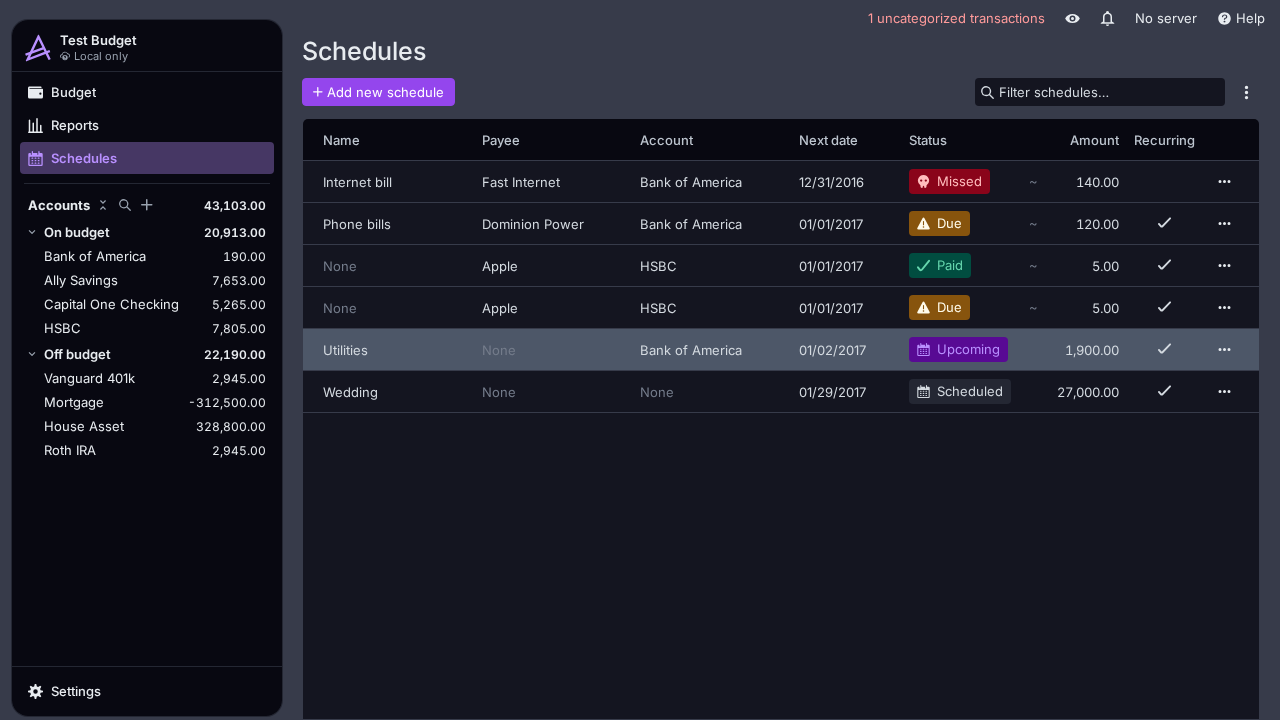 1 uncategorized transactions No server Help
Test Budget
Local only
Budget
Reports
Schedules
Accounts 43,103.00
On budget 20,913.00
Bank of America 190.00
Ally Savings 7,653.00
Capital One Checking 5,265.00
HSBC 7,805.00
Off budget 22,190.00
Vanguard 401k 2,945.00
Mortgage -312,500.00
House Asset 328,800.00
Roth IRA 2,945.00
Settings
Schedules
Add new schedule
Filter schedules…
Name Payee Account Next date Status Amount Recurring
Internet bill Fast Internet Bank of America 12/31/2016 Missed ~ 140.00
Phone bills Dominion Power Bank of America 01/01/2017 Due ~ 120.00
None Apple HSBC 01/01/2017 Paid ~ 5.00
None Apple HSBC 01/01/2017 Due ~ 5.00
Utilities None Bank of America 01/02/2017 Upcoming 1,900.00
Wedding None None 01/29/2017 Scheduled 27,000.00